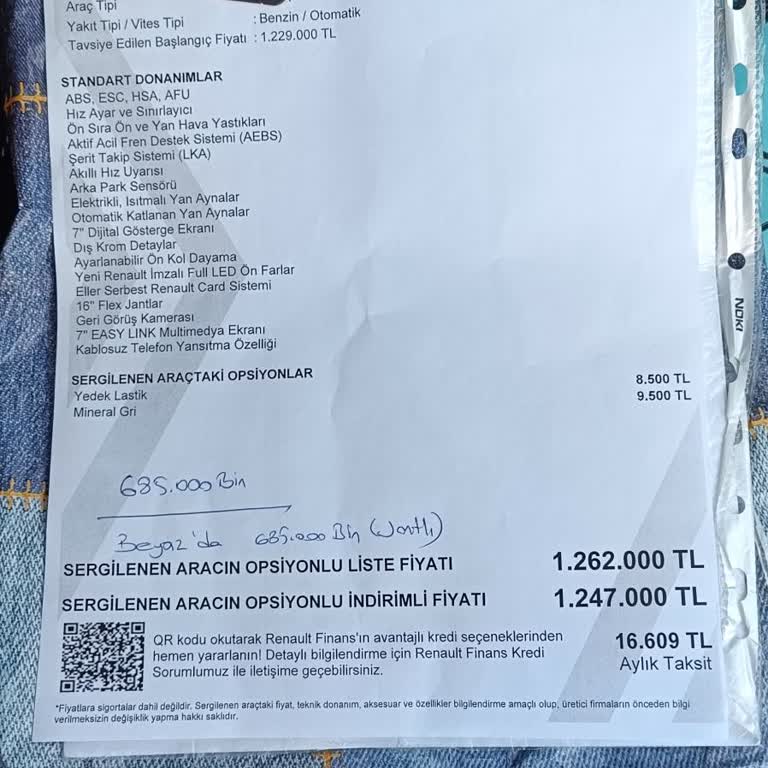 Araç Tipi
Yakıt Tipi / Vites Tipi : Benzin / Otomatik
Tavsiye Edilen Başlangıç Fiyatı : 1.229.000 TL
STANDART DONANIMLAR
ABS, ESC, HSA, AFU
Hız Ayar ve Sınırlayıcı
Ön Sıra Ön ve Yan Hava Yastıkları
Aktif Acil Fren Destek Sistemi (AEBS)
Şerit Takip Sistemi (LKA)
Akıllı Hız Uyarısı
Arka Park Sensörü
Elektrikli, Isıtmalı Yan Aynalar
Otomatik Katlanan Yan Aynalar
7" Dijital Gösterge Ekranı
Dış Krom Detaylar
Ayarlanabilir Ön Kol Dayama
Yeni Renault İmzalı Full LED Ön Farlar
Eller Serbest Renault Card Sistemi
16" Flex Jantlar
Geri Görüş Kamerası
7" EASY LINK Multimedya Ekranı
Kablosuz Telefon Yansıtma Özelliği
SERGİLENEN ARAÇTAKİ OPSİYONLAR
Yedek Lastik 8.500 TL
Mineral Gri 9.500 TL
685.000 Bin
Beyaz'da 685.000 Bin
SERGİLENEN ARACIN OPSİYONLU LİSTE FİYATI 1.262.000 TL
SERGİLENEN ARACIN OPSİYONLU İNDİRİMLİ FİYATI 1.247.000 TL
QR kodu okutarak Renault Finans'ın avantajlı kredi seçeneklerinden
hemen yararlanın! Detaylı bilgilendirme için Renault Finans Kredi
Sorumlumuz ile iletişime geçebilirsiniz.
16.609 TL
Aylık Taksit
*Fiyatlara sigortalar dahil değildir. Sergilenen araçtaki fiyat, teknik donanım, aksesuar ve özellikler bilgilendirme amaçlı olup, üretici firmaların önceden bilgi
verilmeksizin değişiklik yapma hakkı saklıdır.